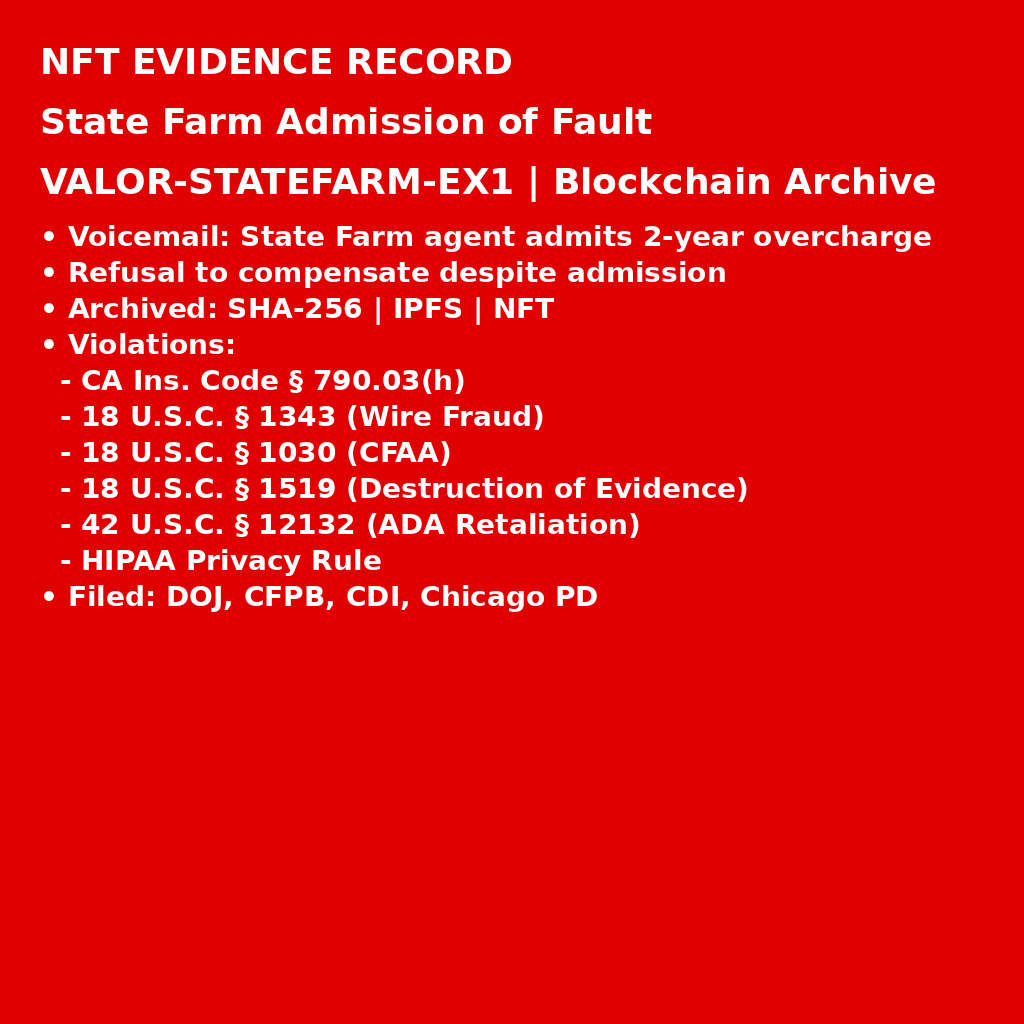 NFT EVIDENCE RECORD
State Farm Admission of Fault
VALOR-STATEFARM-EX1 | Blockchain Archive
• Voicemail: State Farm agent admits 2-year overcharge
• Refusal to compensate despite admission
• Archived: SHA-256 | IPFS | NFT
• Violations:
- CA Ins. Code § 790.03(h)
- 18 U.S.C. § 1343 (Wire Fraud)
- 18 U.S.C. § 1030 (CFAA)
- 18 U.S.C. § 1519 (Destruction of Evidence)
- 42 U.S.C. § 12132 (ADA Retaliation)
- HIPAA Privacy Rule
• Filed: DOJ, CFPB, CDI, Chicago PD